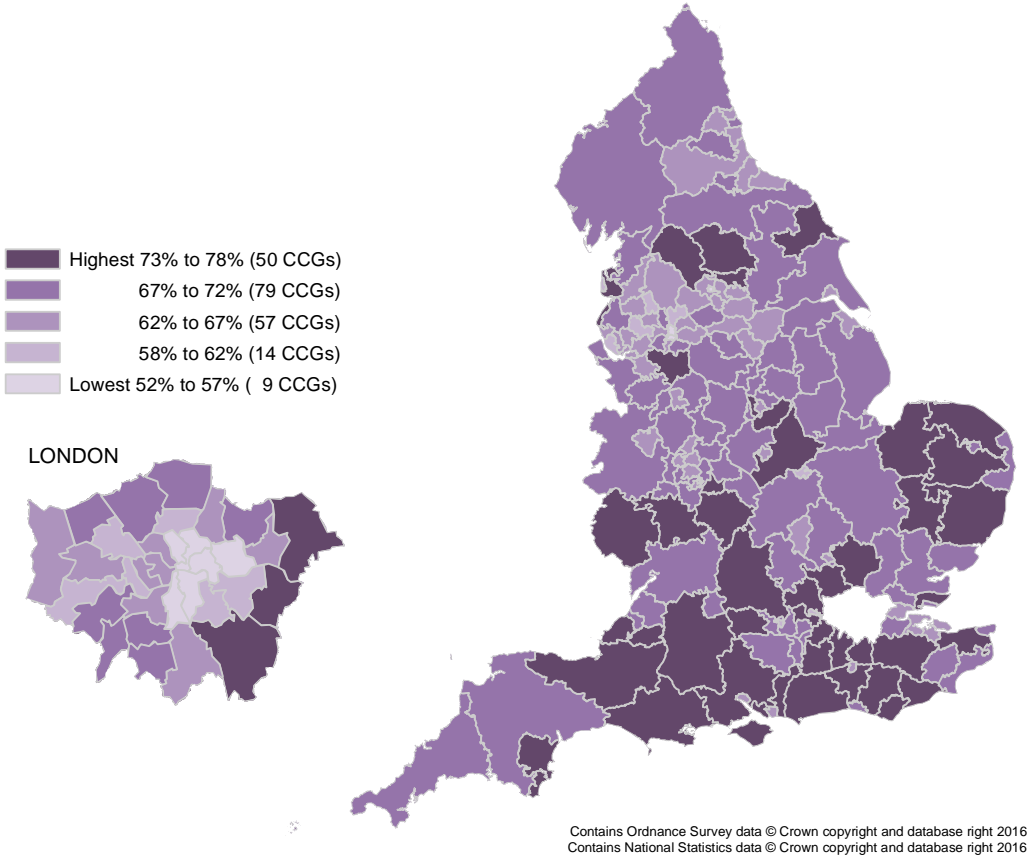 Highest 73% to 78% (50 CCGs)
67% to 72% (79 CCGs)
62% to 67% (57 CCGs)
58% to 62% (14 CCGs)
Lowest 52% to 57% ( 9 CCGs)
LONDON
Contains Ordnance Survey data © Crown copyright and database right 2016
Contains National Statistics data © Crown copyright and database right 2016